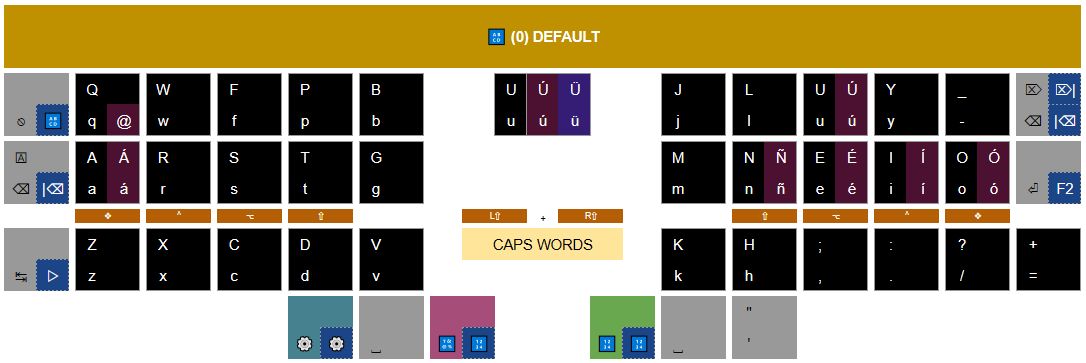 (0) DEFAULT
Q W F P B U Ú Ü J L U Ú Y _
q @ w f p b u ú ü j l u ú y -
A Á R S T G M N Ñ E É I Í O Ó
a á r s t g m n ñ e é i í o ó F2
L⇧ + R⇧
CAPS WORDS
Z X C D V K H ; : ? +
z x c d v k h , . / =
"
'